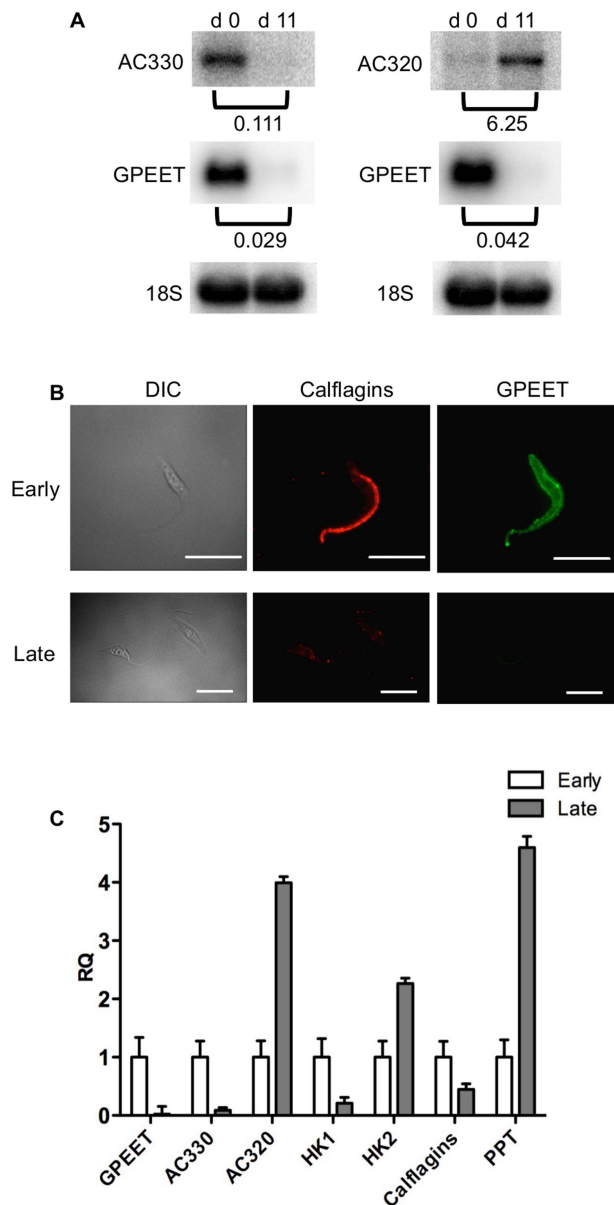 A
d 0 d 11
d 0 d 11
AC330
AC320
0.111
6.25
GPEET
GPEET
0.029
0.042
18S
18S
B
DIC
Calflagins
GPEET
Early
Late
C
Early
Late
RQ
5
4
3
2
1
0
GPEET
AC330
AC320
HK1
HK2
Calflagins
PPT